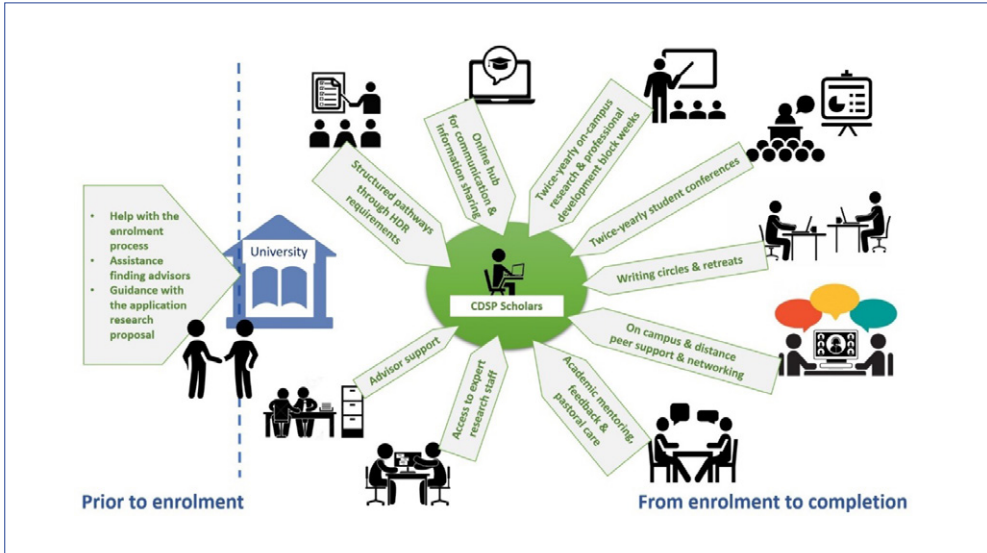 • Help with the
enrolment
process
• Assistance
finding advisors
• Guidance with
the application
research
proposal
University
Structured pathways
through HDR
requirements
Online hub
for communication &
information sharing
Twice-yearly on-campus
research & professional
development block weeks
Twice-yearly student conferences
Writing circles & retreats
On campus & distance
peer support & networking
Academic mentoring,
feedback &
pastoral care
Access to expert
research staff
Advisor support
CDSP Scholars
Prior to enrolment
From enrolment to completion